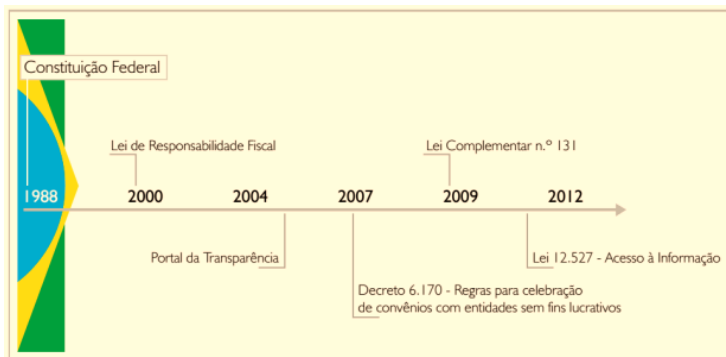 Constituição Federal
Lei de Responsabilidade Fiscal
Lei Complementar n.º 131
1988
2000
2004
2007
2009
2012
Portal da Transparência
Lei 12.527 - Acesso à Informação
Decreto 6.170 - Regras para celebração
de convênios com entidades sem fins lucrativos